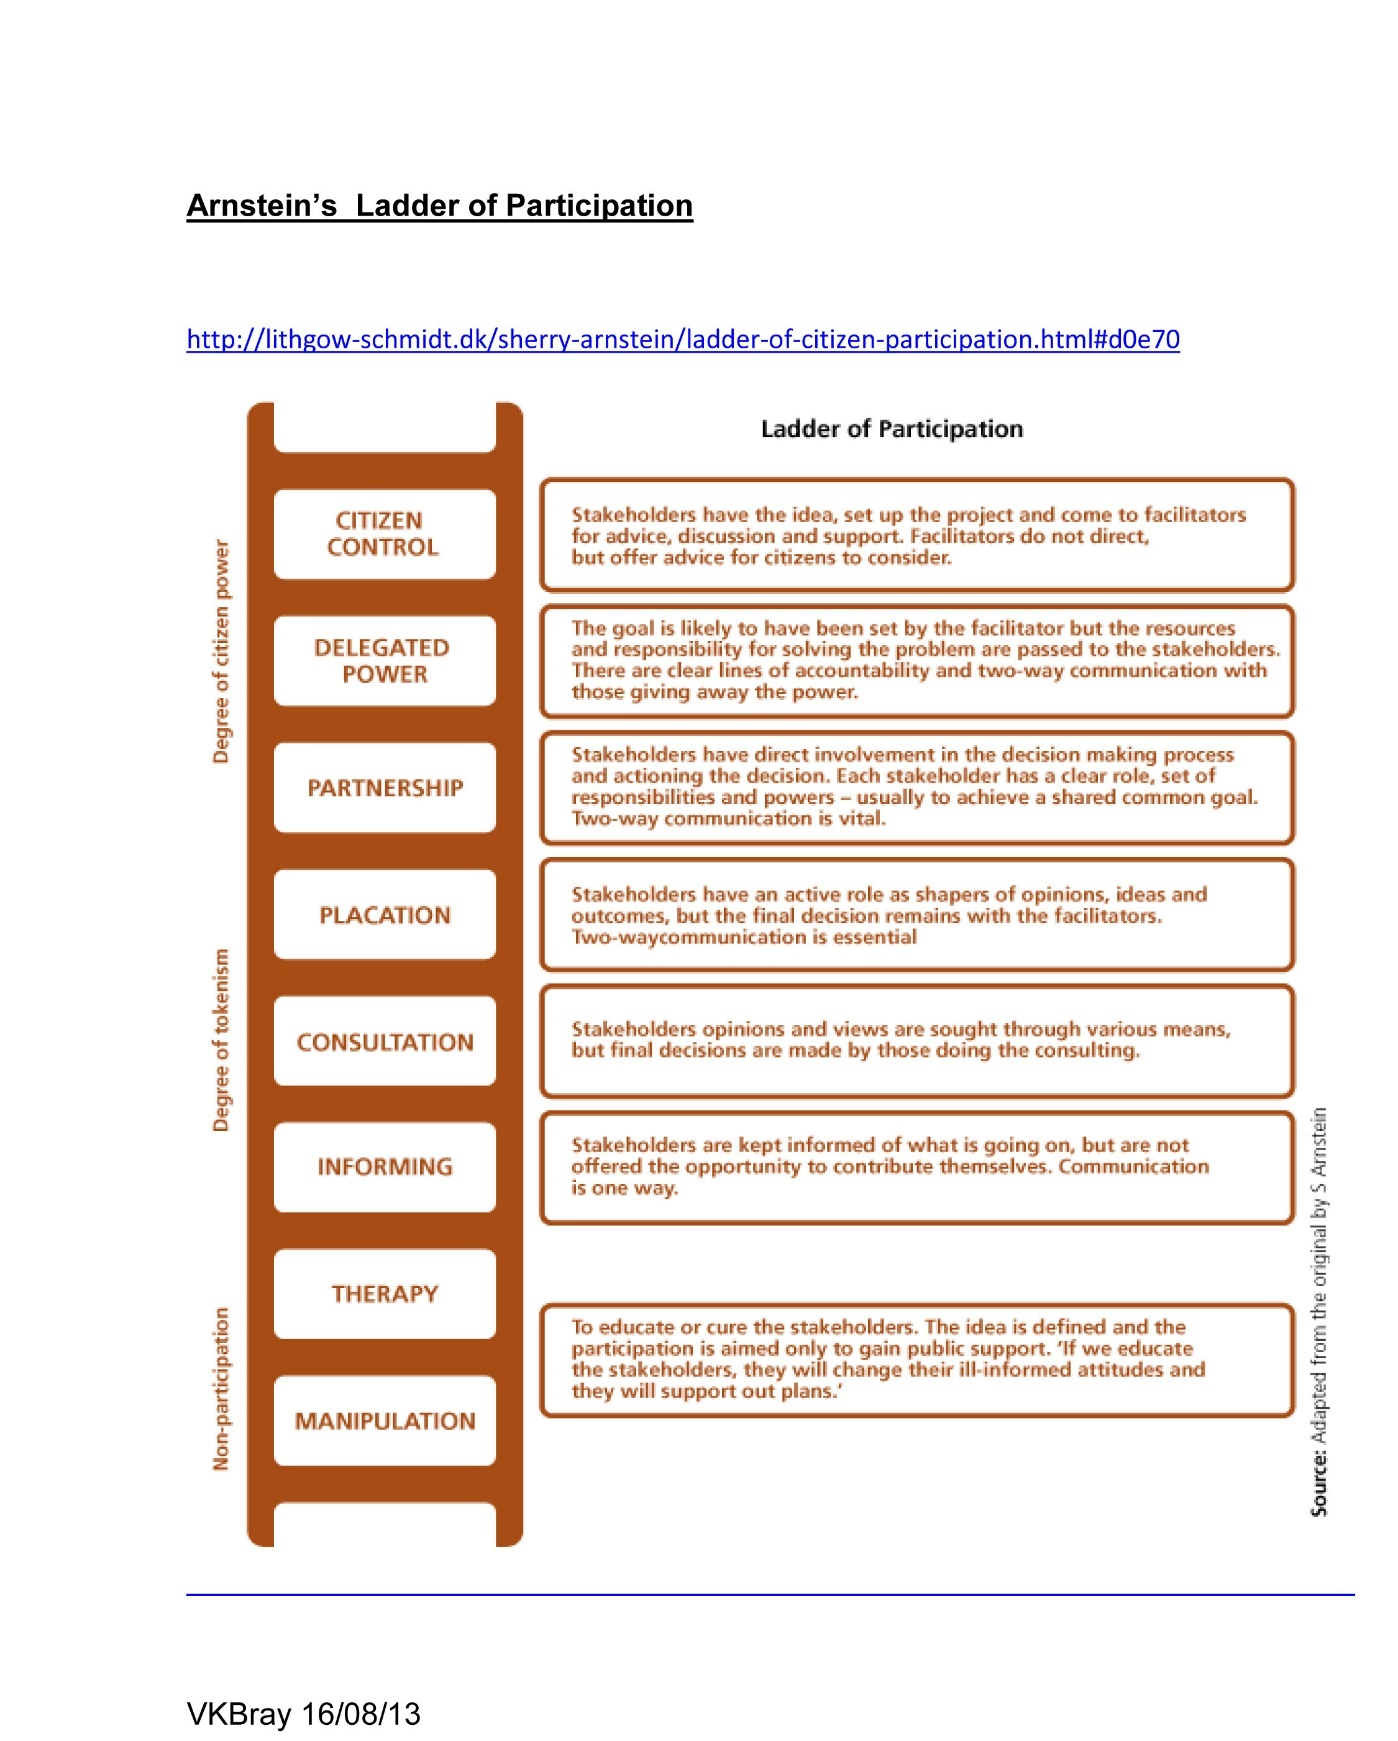 Arnstein’s  Ladder of Participation
http://lithgow-schmidt.dk/sherry-arnstein/ladder-of-citizen-participation.html#d0e70
Ladder of Participation
Degree of citizen power
CITIZEN
CONTROL
Stakeholders have the idea, set up the project and come to facilitators
for advice, discussion and support. Facilitators do not direct,
but offer advice for citizens to consider.
DELEGATED
POWER
The goal is likely to have been set by the facilitator but the resources
and responsibility for solving the problem are passed to the stakeholders.
There are clear lines of accountability and two-way communication with
those giving away the power.
PARTNERSHIP
Stakeholders have direct involvement in the decision making process
and actioning the decision. Each stakeholder has a clear role, set of
responsibilities and powers – usually to achieve a shared common goal.
Two-way communication is vital.
Degree of tokenism
PLACATION
Stakeholders have an active role as shapers of opinions, ideas and
outcomes, but the final decision remains with the facilitators.
Two-waycommunication is essential
CONSULTATION
Stakeholders opinions and views are sought through various means,
but final decisions are made by those doing the consulting.
INFORMING
Stakeholders are kept informed of what is going on, but are not
offered the opportunity to contribute themselves. Communication
is one way.
Non-participation
THERAPY
MANIPULATION
To educate or cure the stakeholders. The idea is defined and the
participation is aimed only to gain public support. ‘If we educate
the stakeholders, they will change their ill-informed attitudes and
they will support out plans.’
Source: Adapted from the original by S Arnstein
VKBray 16/08/13